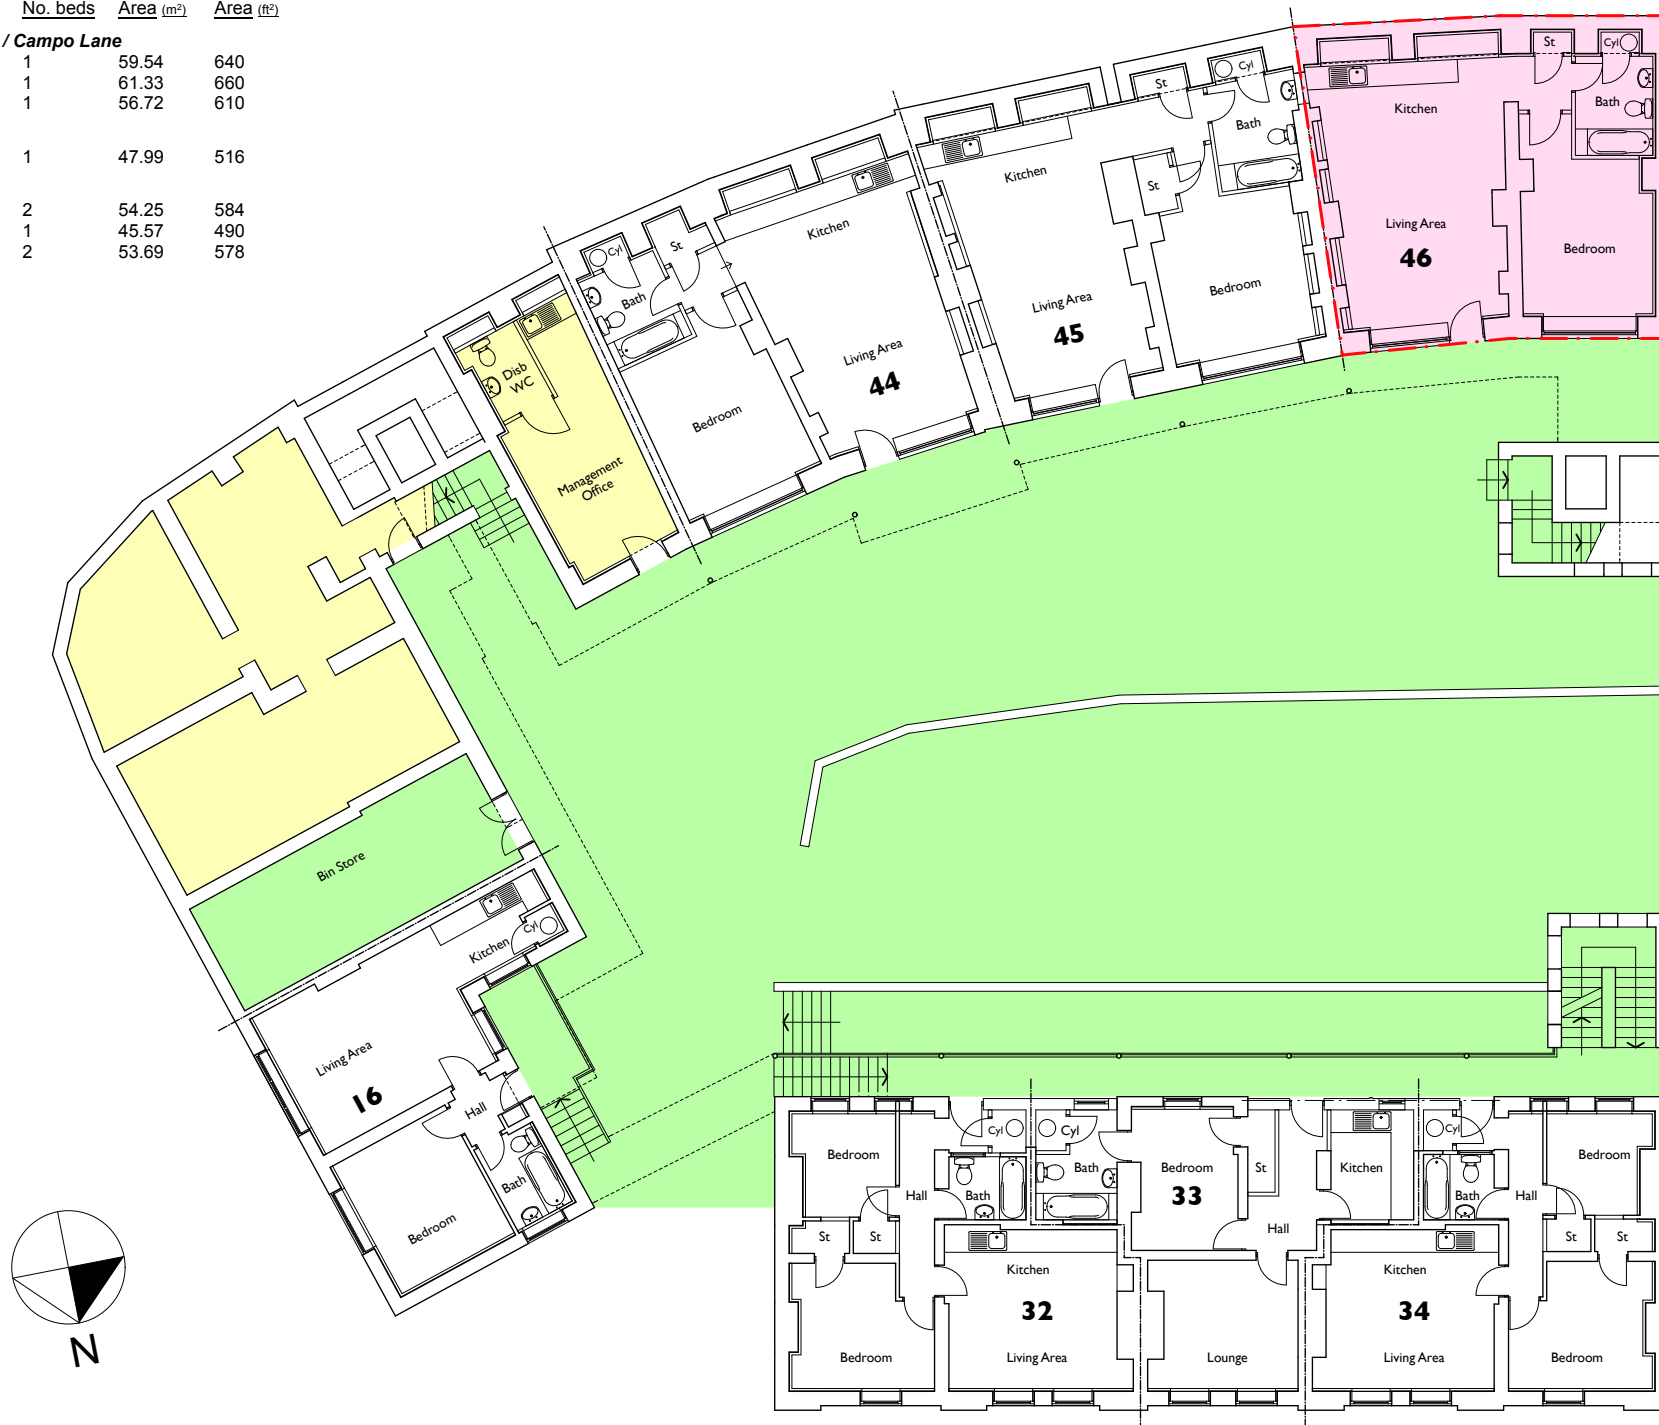 No. beds Area (m²) Area (ft²)
/ Campo Lane
1 59.54 640
1 61.33 660
1 56.72 610
1 47.99 516
2 54.25 584
1 45.57 490
2 53.69 578
St
Cyl
Kitchen
Bath
Living Area
46
Bedroom
St
Cyl
Bath
Kitchen
St
Living Area
45
Bedroom
Cyl
St
Bath
Kitchen
Living Area
44
Bedroom
Disb
WC
Management
Office
Bin Store
Kitchen
Cyl
Living Area
16
Hall
Bath
Bedroom
N
Bedroom
Hall
Cyl
Bath
St
St
Kitchen
32
Living Area
Bedroom
Cyl
Bath
Bedroom
33
St
Kitchen
Hall
Lounge
Cyl
Bath
Hall
Bedroom
St
St
Kitchen
34
Living Area
Bedroom